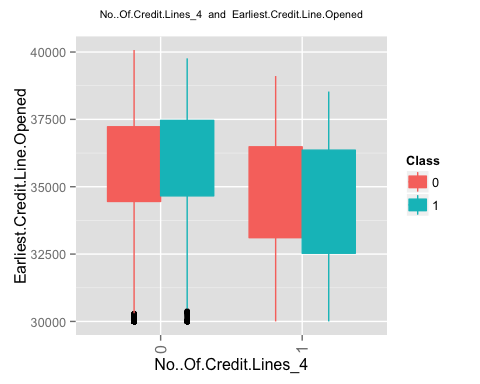 No..Of.Credit.Lines_4 and Earliest.Credit.Line.Opened
40000
37500
35000
32500
30000
Earliest.Credit.Line.Opened
0
1
No..Of.Credit.Lines_4
Class
0
1